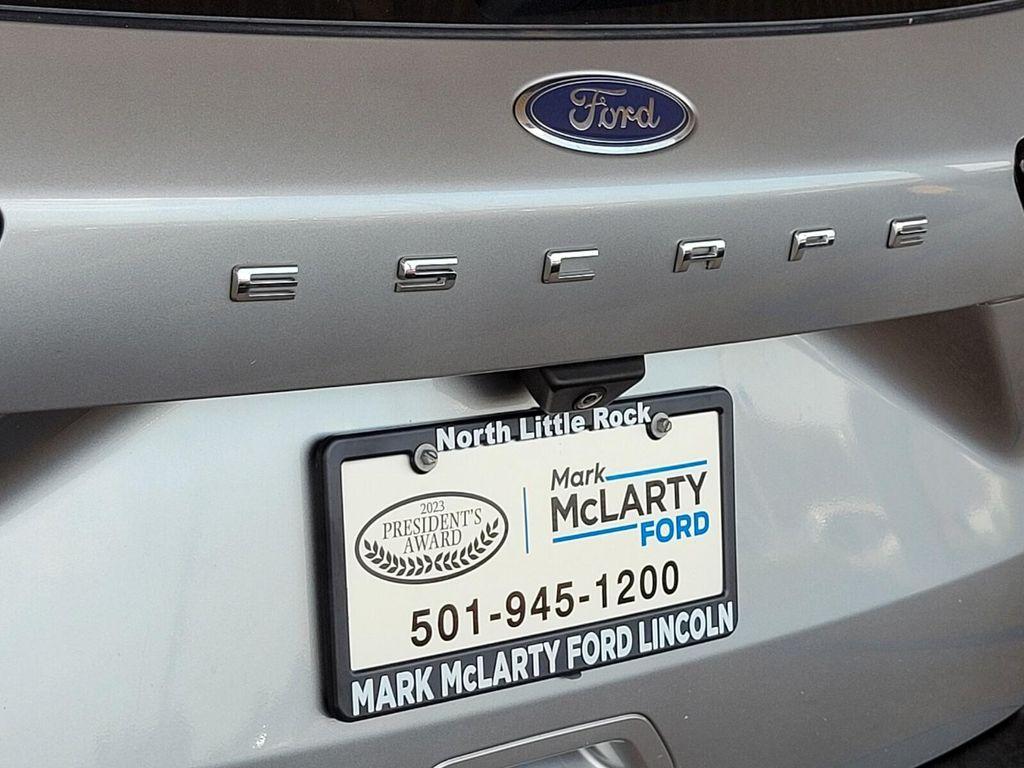 Ford
ESCAPE
North Little Rock
2023
PRESIDENT'S
AWARD
Mark
McLARTY
FORD
501-945-1200
MARK McLARTY FORD LINCOLN